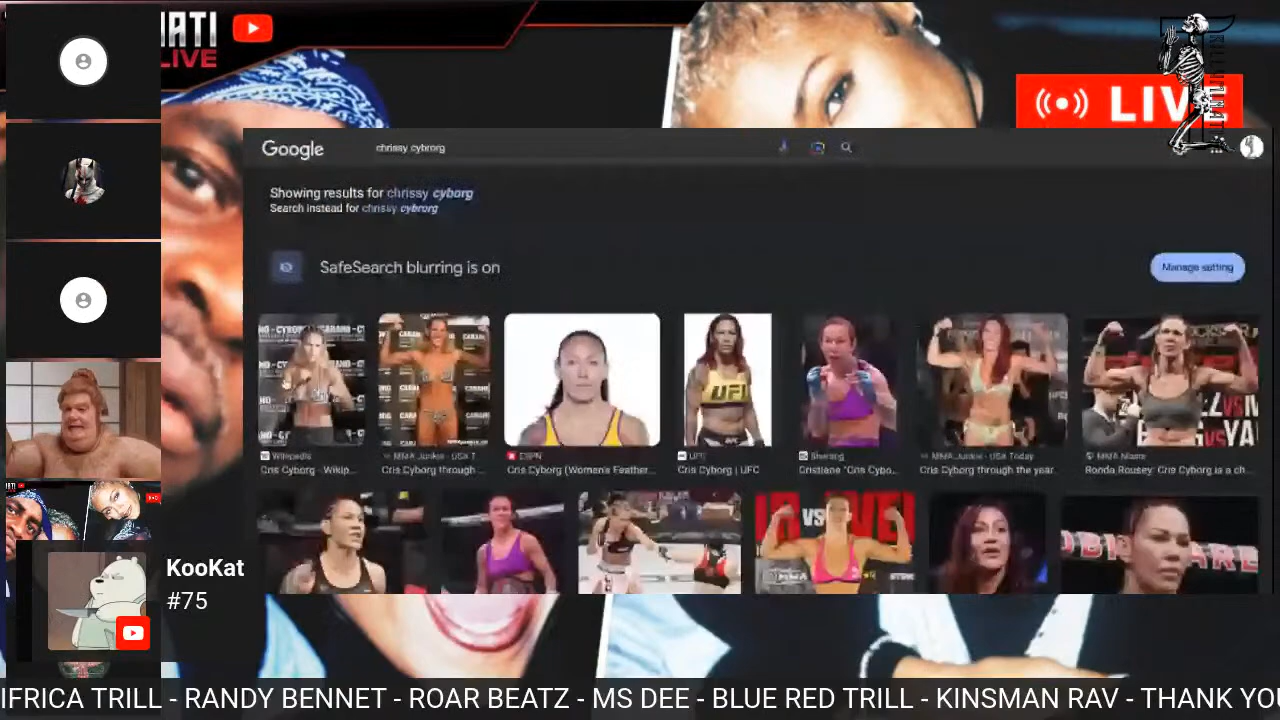 LIVE
LIVE
Google
chrissy cybrorg
Showing results for chrissy cyborg
Search instead for chrissy cybrorg
SafeSearch blurring is on
Manage setting
Wikipedia
Cris Cyborg - Wikip...
MMA Junkie - USA T
Cris Cyborg through ...
ESPN
Cris Cyborg (Women's Feather...
UFC
Cris Cyborg | UFC
Sherdog
Cristiane "Cris Cybo...
MMA Junkie - USA Today
Cris Cyborg through the year
MMA Mania
Ronda Rousey: Cris Cyborg is a ch...
KooKat
#75
IFRICA TRILL - RANDY BENNET - ROAR BEATZ - MS DEE - BLUE RED TRILL - KINSMAN RAV - THANK YO